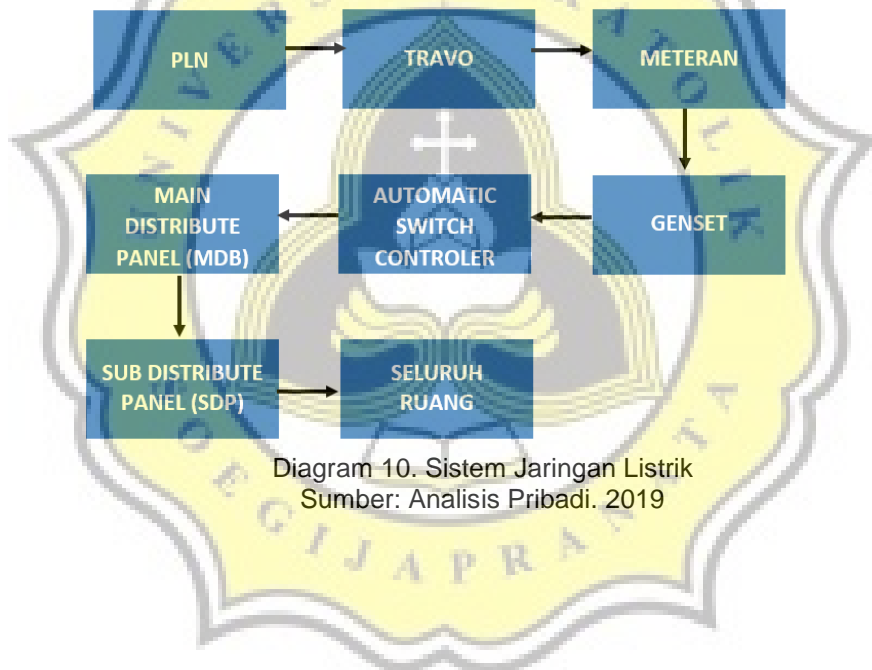 PLN
TRAVO
METERAN
MAIN
DISTRIBUTE
PANEL (MDB)
AUTOMATIC
SWITCH
CONTROLER
GENSET
SUB DISTRIBUTE
PANEL (SDP)
SELURUH
RUANG
Diagram 10. Sistem Jaringan Listrik
Sumber: Analisis Pribadi. 2019
OEGIJAPRANATA